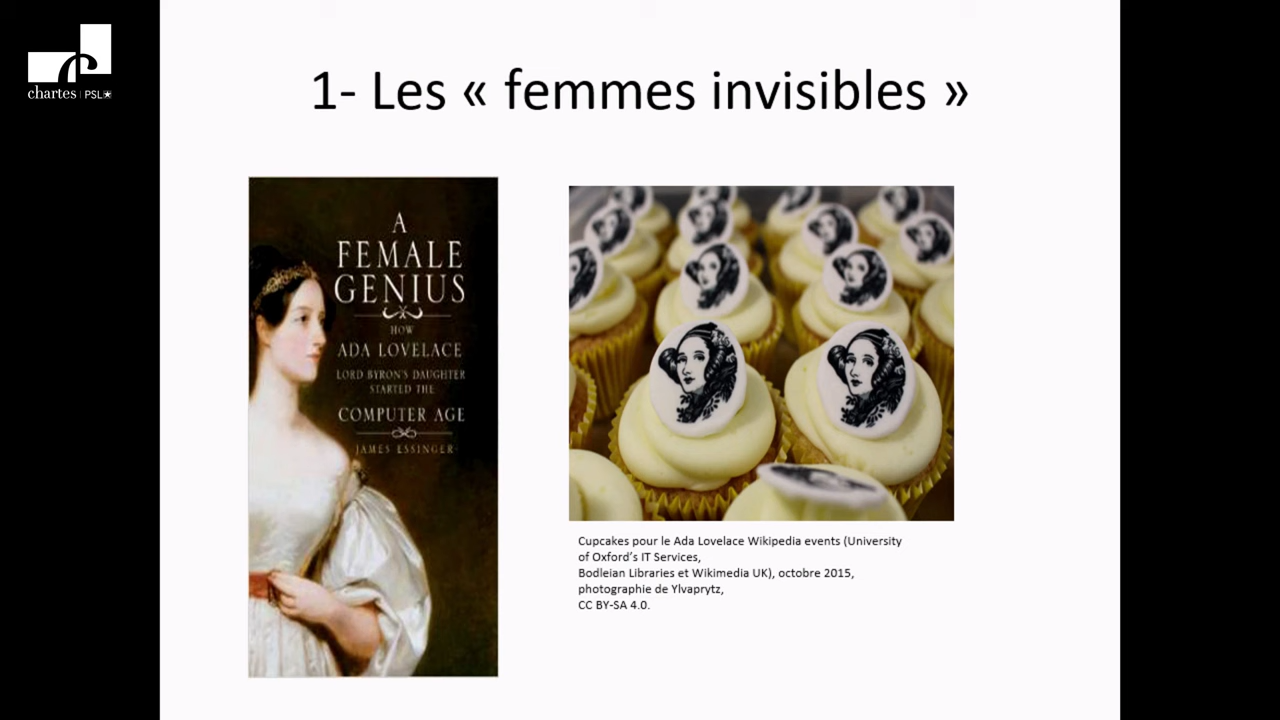 chartes | PSL★
1- Les « femmes invisibles »
A
FEMALE
GENIUS
HOW
ADA LOVELACE
LORD BYRON'S DAUGHTER
STARTED THE
COMPUTER AGE
JAMES ESSINGER
Cupcakes pour le Ada Lovelace Wikipedia events (University
of Oxford's IT Services,
Bodleian Libraries et Wikimedia UK), octobre 2015,
photographie de Ylvaprytz,
CC BY-SA 4.0.